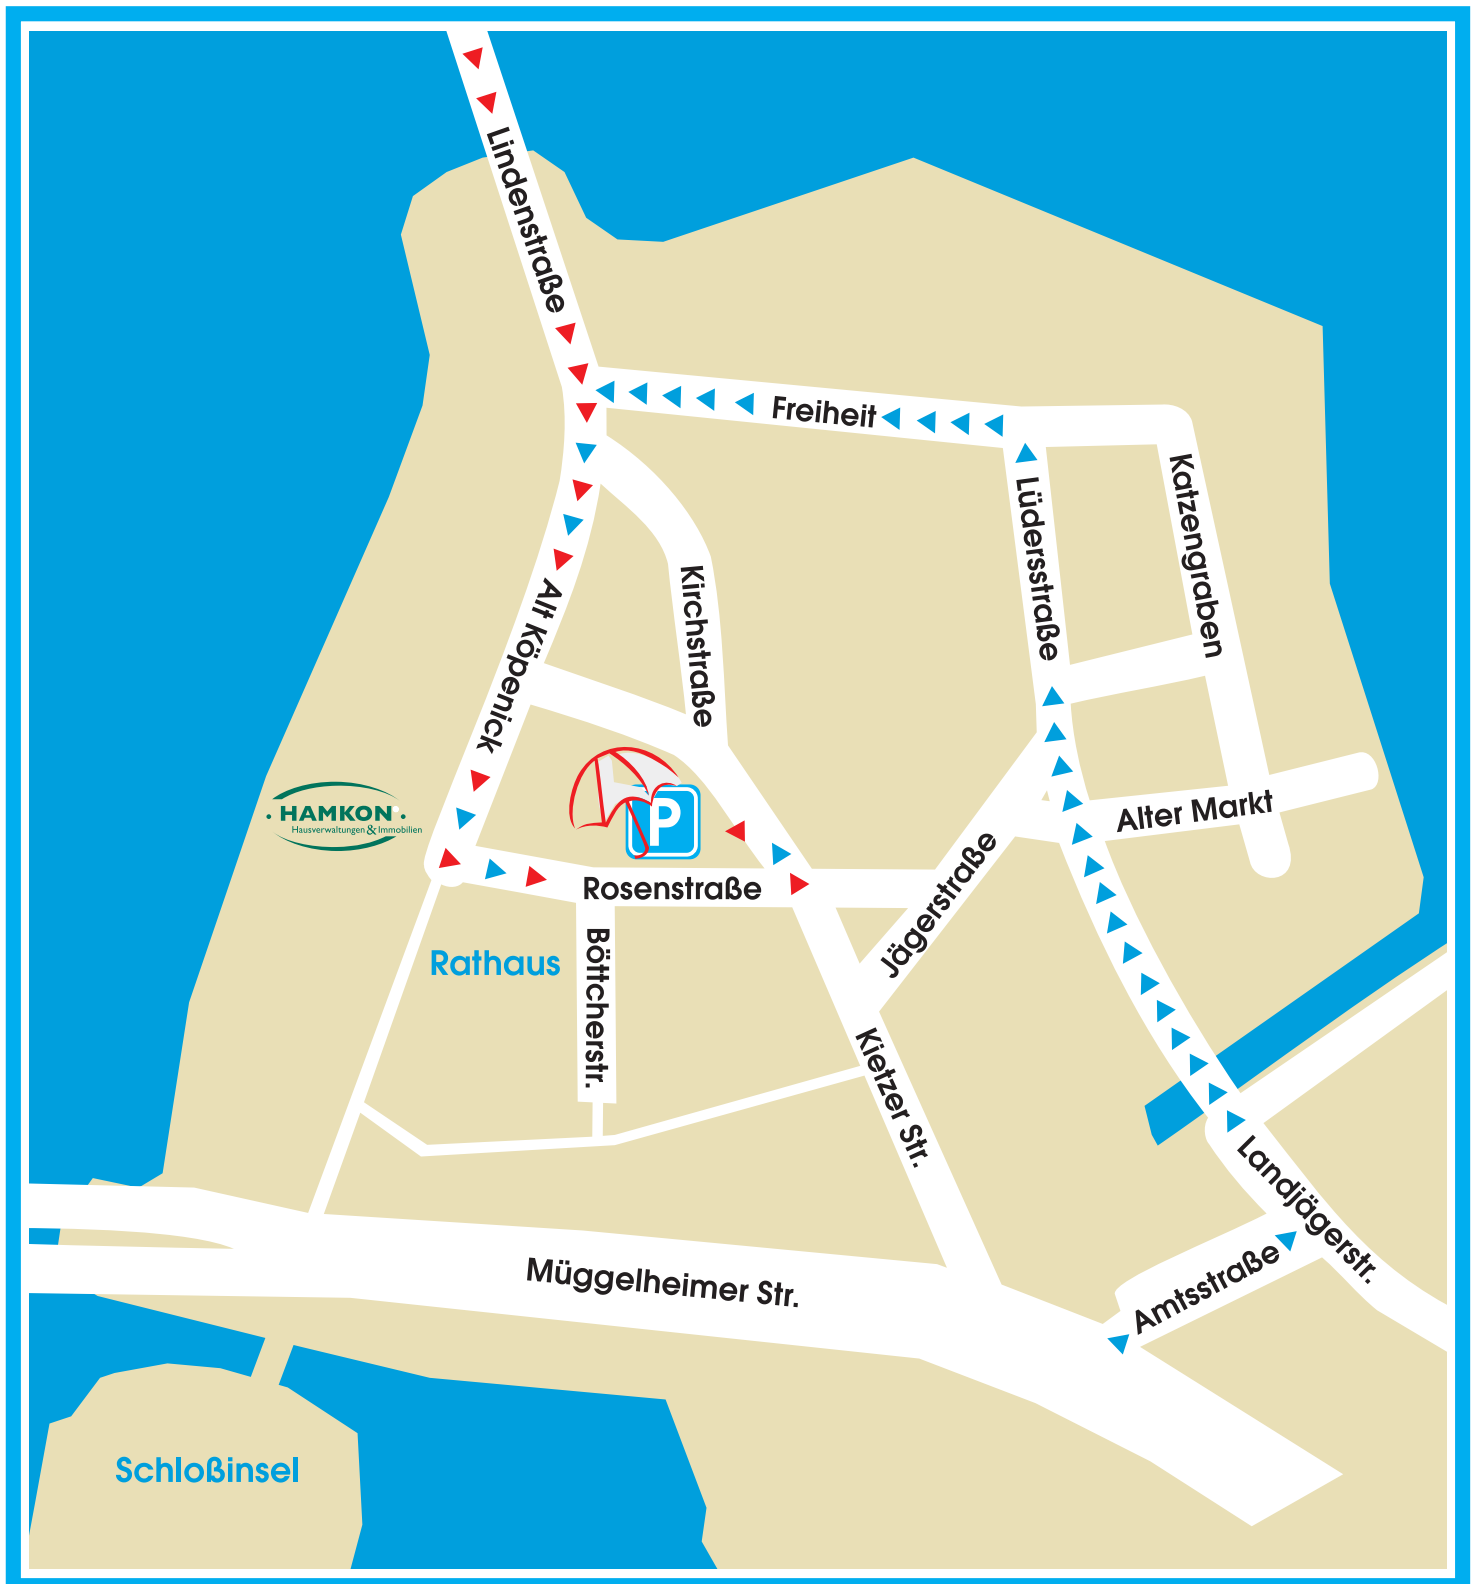 Lindenstraße
Freiheit
Katzengraben
Lüdersstraße
Kirchstraße
Alt Köpenick
HAMKON
Hausverwaltungen & Immobilien
P
Alter Markt
Rosenstraße
Jägerstraße
Rathaus
Böttcherstr.
Kietzer Str.
Landjägerstr.
Amtsstraße
Müggelheimer Str.
Schloßinsel